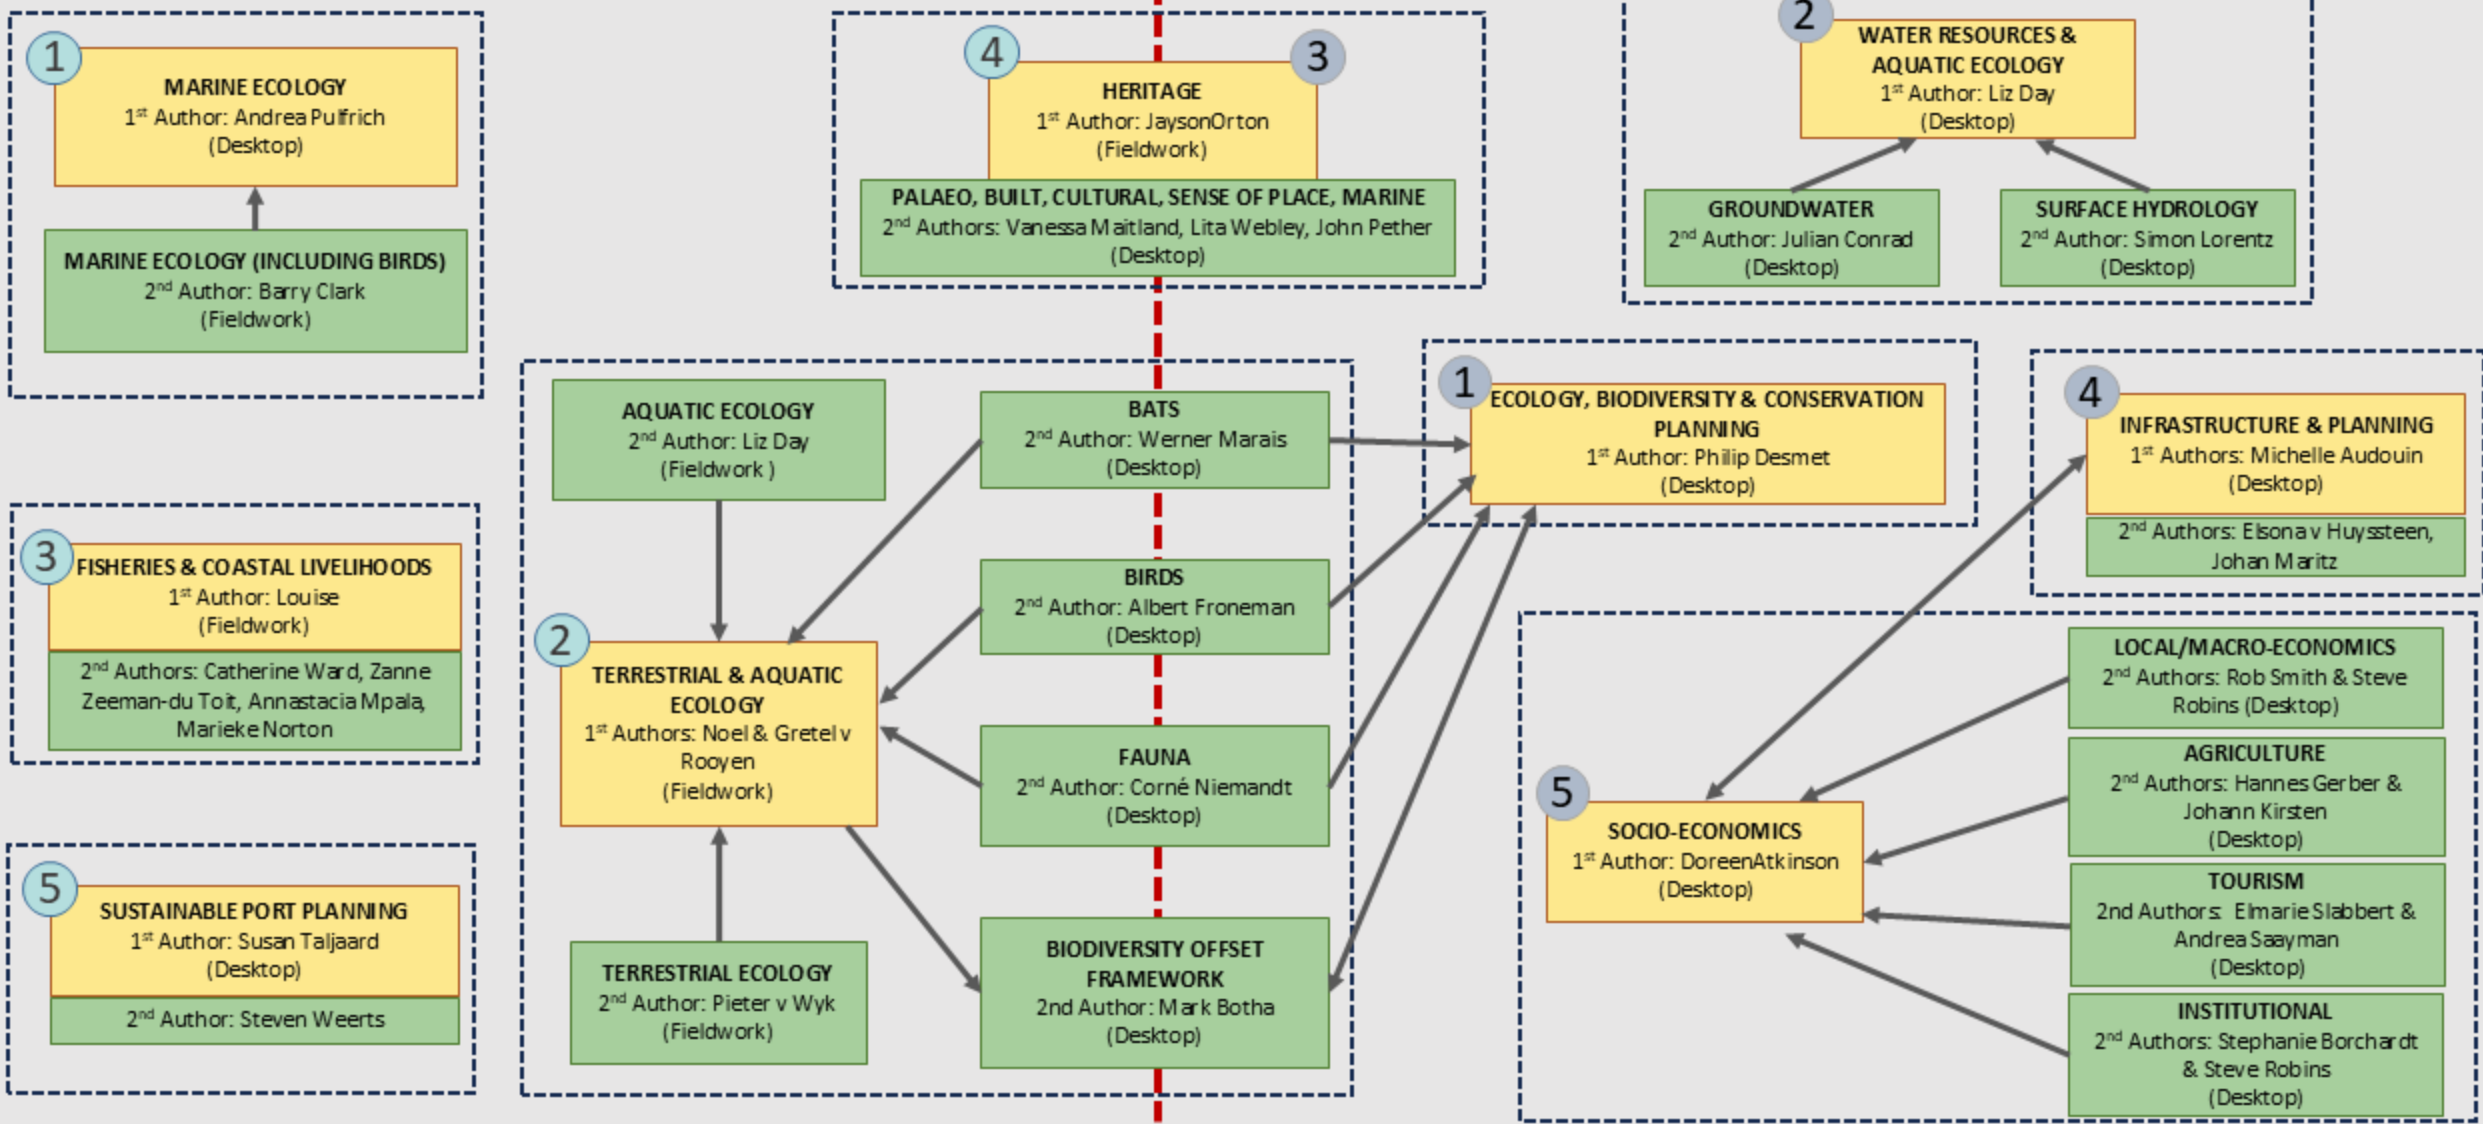 1
MARINE ECOLOGY
1st Author: Andrea Pulfrich
(Desktop)
MARINE ECOLOGY (INCLUDING BIRDS)
2nd Author: Barry Clark
(Fieldwork)
4
3
HERITAGE
1st Author: JaysonOrton
(Fieldwork)
PALAEO, BUILT, CULTURAL, SENSE OF PLACE, MARINE
2nd Authors: Vanessa Maitland, Lita Webley, John Pether
(Desktop)
2
WATER RESOURCES &
AQUATIC ECOLOGY
1st Author: Liz Day
(Desktop)
GROUNDWATER
2nd Author: Julian Conrad
(Desktop)
SURFACE HYDROLOGY
2nd Author: Simon Lorentz
(Desktop)
3
FISHERIES & COASTAL LIVELIHOODS
1st Author: Louise
(Fieldwork)
2nd Authors: Catherine Ward, Zanne
Zeeman-du Toit, Annastacia Mpala,
Marieke Norton
5
SUSTAINABLE PORT PLANNING
1st Author: Susan Taljaard
(Desktop)
2nd Author: Steven Weerts
AQUATIC ECOLOGY
2nd Author: Liz Day
(Fieldwork )
2
TERRESTRIAL & AQUATIC
ECOLOGY
1st Authors: Noel & Gretel v
Rooyen
(Fieldwork)
TERRESTRIAL ECOLOGY
2nd Author: Pieter v Wyk
(Fieldwork)
BATS
2nd Author: Werner Marais
(Desktop)
BIRDS
2nd Author: Albert Froneman
(Desktop)
FAUNA
2nd Author: Corné Niemandt
(Desktop)
BIODIVERSITY OFFSET
FRAMEWORK
2nd Author: Mark Botha
(Desktop)
1
ECOLOGY, BIODIVERSITY & CONSERVATION
PLANNING
1st Author: Philip Desmet
(Desktop)
4
INFRASTRUCTURE & PLANNING
1st Authors: Michelle Audouin
(Desktop)
2nd Authors: Elsona v Huyssteen,
Johan Maritz
5
SOCIO-ECONOMICS
1st Author: DoreenAtkinson
(Desktop)
LOCAL/MACRO-ECONOMICS
2nd Authors: Rob Smith & Steve
Robins (Desktop)
AGRICULTURE
2nd Authors: Hannes Gerber &
Johann Kirsten
(Desktop)
TOURISM
2nd Authors: Elmarie Slabbert &
Andrea Saayman
(Desktop)
INSTITUTIONAL
2nd Authors: Stephanie Borchardt
& Steve Robins
(Desktop)